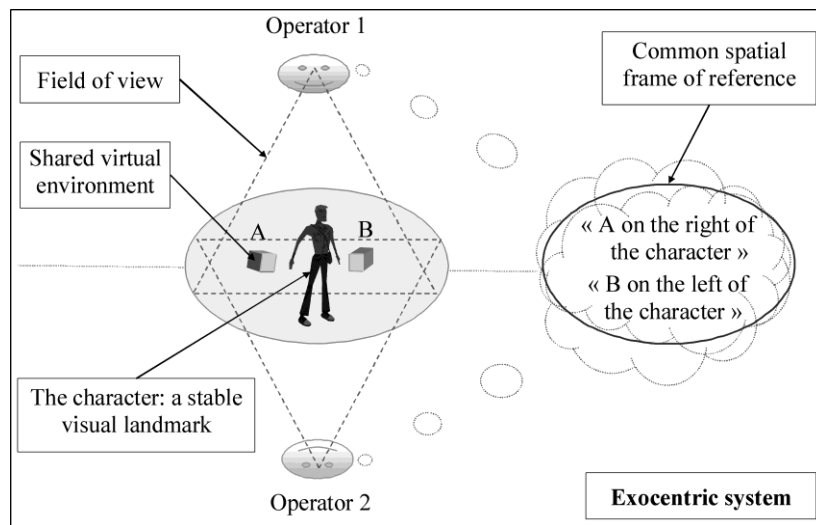 Operator 1
Field of view
Common spatial
frame of reference
Shared virtual
environment
A
B
« A on the right of
the character »
« B on the left of
the character »
The character: a stable
visual landmark
Operator 2
Exocentric system